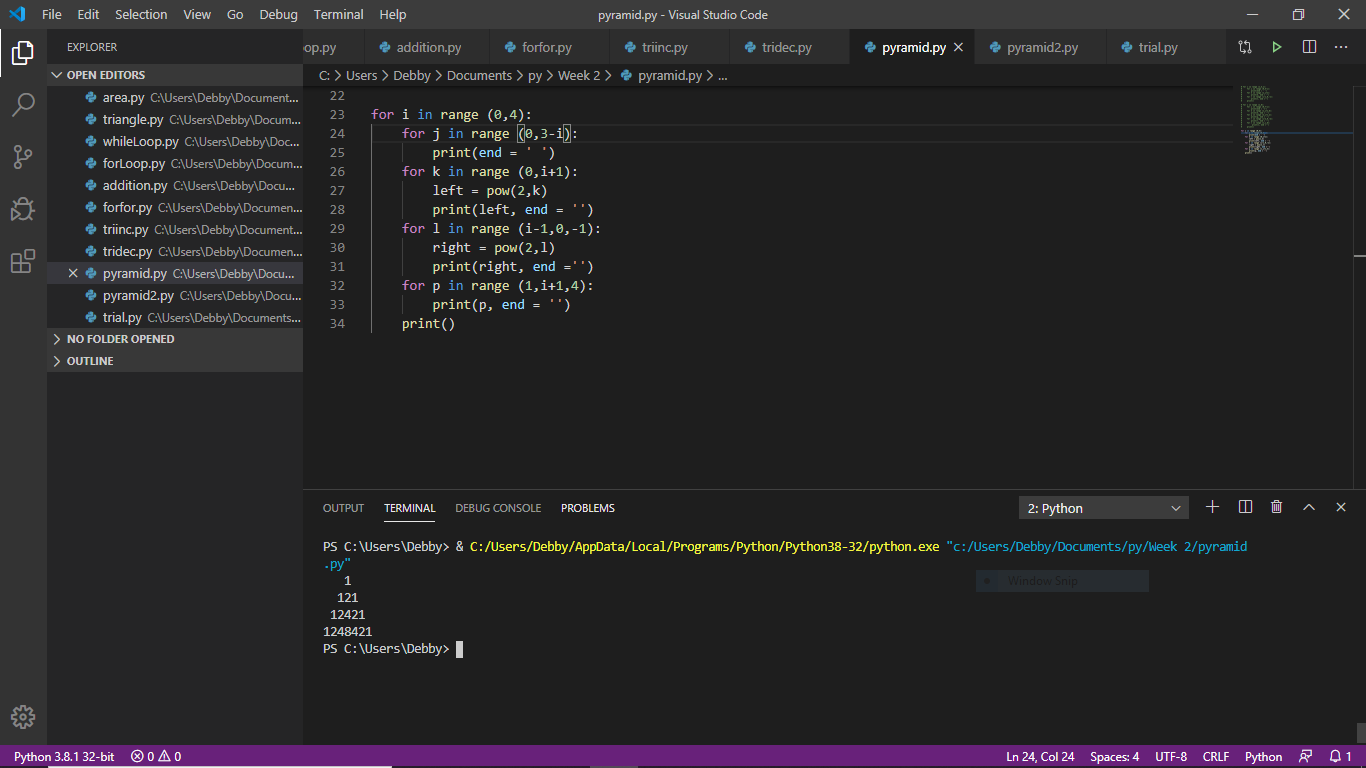 File Edit Selection View Go Debug Terminal Help pyramid.py - Visual Studio Code
EXPLORER
OPEN EDITORS
area.py C:\Users\Debby\Document...
triangle.py C:\Users\Debby\Docum...
whileLoop.py C:\Users\Debby\Doc...
forLoop.py C:\Users\Debby\Docum...
addition.py C:\Users\Debby\Docu...
forfor.py C:\Users\Debby\Documen...
triinc.py C:\Users\Debby\Document...
tridec.py C:\Users\Debby\Documen...
pyramid.py C:\Users\Debby\Docu...
pyramid2.py C:\Users\Debby\Docu...
trial.py C:\Users\Debby\Documents...
NO FOLDER OPENED
OUTLINE
op.py addition.py forfor.py triinc.py tridec.py pyramid.py pyramid2.py trial.py
C: > Users > Debby > Documents > py > Week 2 > pyramid.py > ...
22
23 for i in range (0,4):
24     for j in range (0,3-i):
25         print(end = ' ')
26     for k in range (0,i+1):
27         left = pow(2,k)
28         print(left, end = '')
29     for l in range (i-1,0,-1):
30         right = pow(2,l)
31         print(right, end ='')
32     for p in range (1,i+1,4):
33         print(p, end = '')
34     print()
OUTPUT TERMINAL DEBUG CONSOLE PROBLEMS 2: Python
PS C:\Users\Debby> & C:/Users/Debby/AppData/Local/Programs/Python/Python38-32/python.exe "c:/Users/Debby/Documents/py/Week 2/pyramid
.py"
   1
  121
 12421
1248421
PS C:\Users\Debby>
Window Snip
Python 3.8.1 32-bit 0 0 Ln 24, Col 24 Spaces: 4 UTF-8 CRLF Python 1